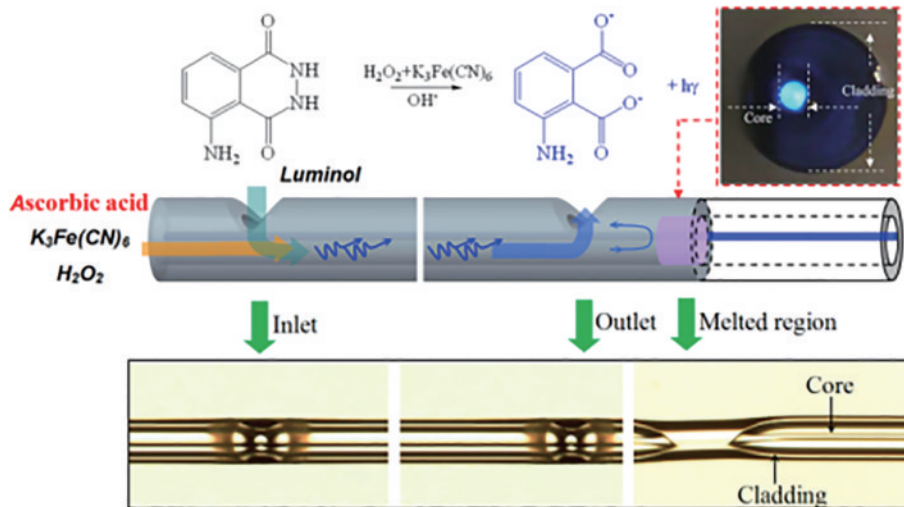 O
NH
NH
O
NH₂
H₂O₂+K₃Fe(CN)₆
OH⁻
O
O⁻
O⁻
O
NH₂
+ hγ
Core
Cladding
Luminol
Ascorbic acid
K₃Fe(CN)₆
H₂O₂
Inlet
Outlet
Melted region
Core
Cladding